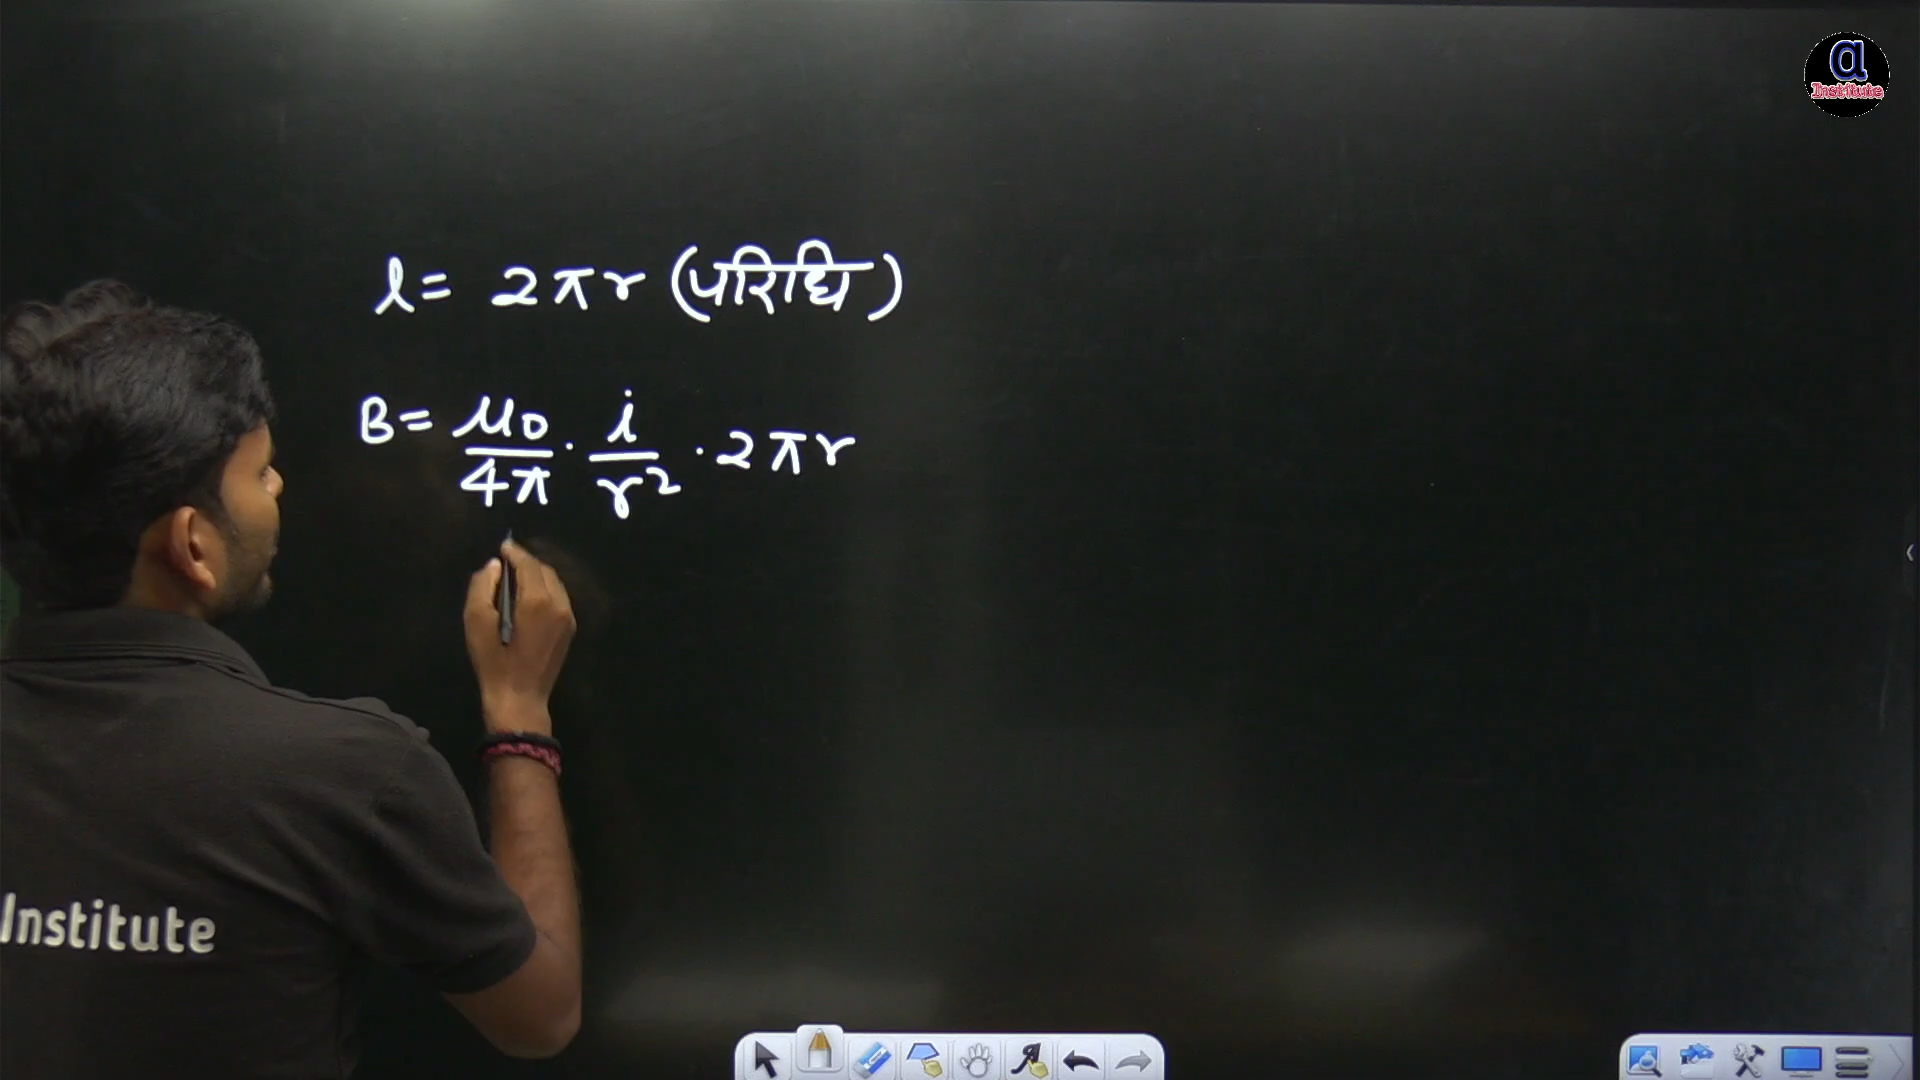 a
Institute
l = 2πr (परिधि)
B = μ0/4π · i/r² · 2πr
Institute